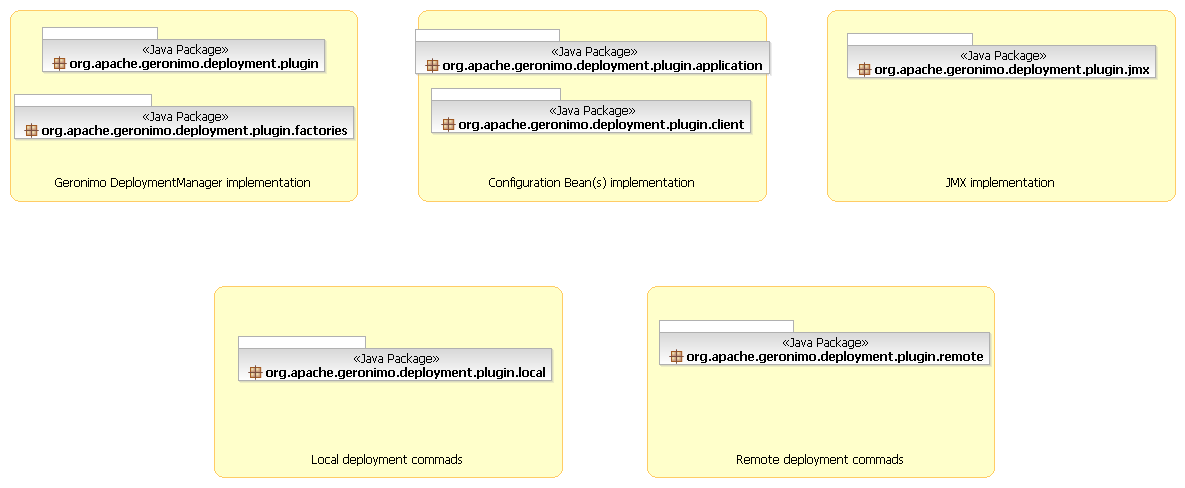 «Java Package»
org.apache.geronimo.deployment.plugin
«Java Package»
org.apache.geronimo.deployment.plugin.factories
Geronimo DeploymentManager implementation
«Java Package»
org.apache.geronimo.deployment.plugin.application
«Java Package»
org.apache.geronimo.deployment.plugin.client
Configuration Bean(s) implementation
«Java Package»
org.apache.geronimo.deployment.plugin.jmx
JMX implementation
«Java Package»
org.apache.geronimo.deployment.plugin.local
Local deployment commads
«Java Package»
org.apache.geronimo.deployment.plugin.remote
Remote deployment commads